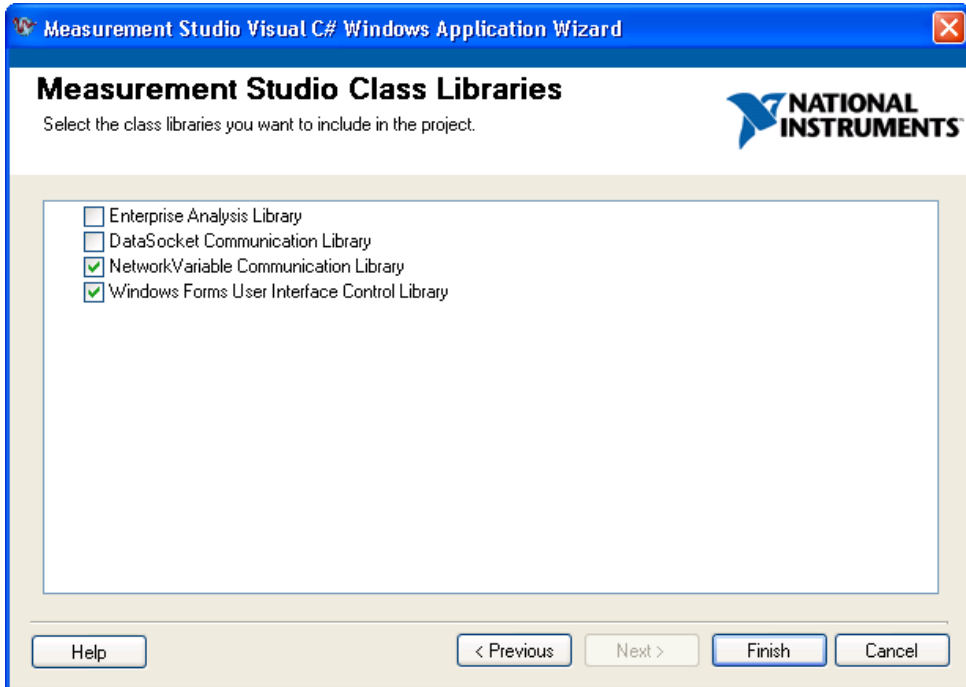 Measurement Studio Visual C# Windows Application Wizard
Measurement Studio Class Libraries
Select the class libraries you want to include in the project.
NATIONAL
INSTRUMENTS
Enterprise Analysis Library
DataSocket Communication Library
NetworkVariable Communication Library
Windows Forms User Interface Control Library
Help
< Previous
Next >
Finish
Cancel